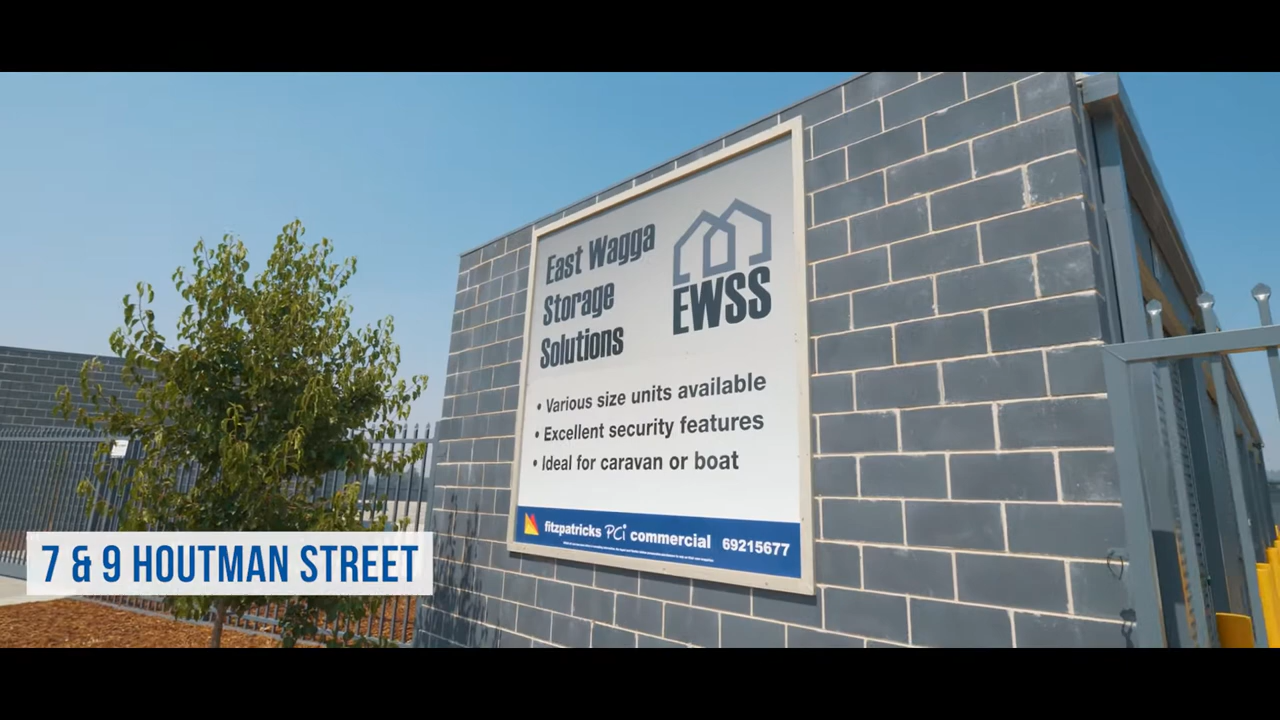 East Wagga
Storage
Solutions
EWSS
• Various size units available
• Excellent security features
• Ideal for caravan or boat
fitzpatricks PCi commercial 69215677
7 & 9 HOUTMAN STREET